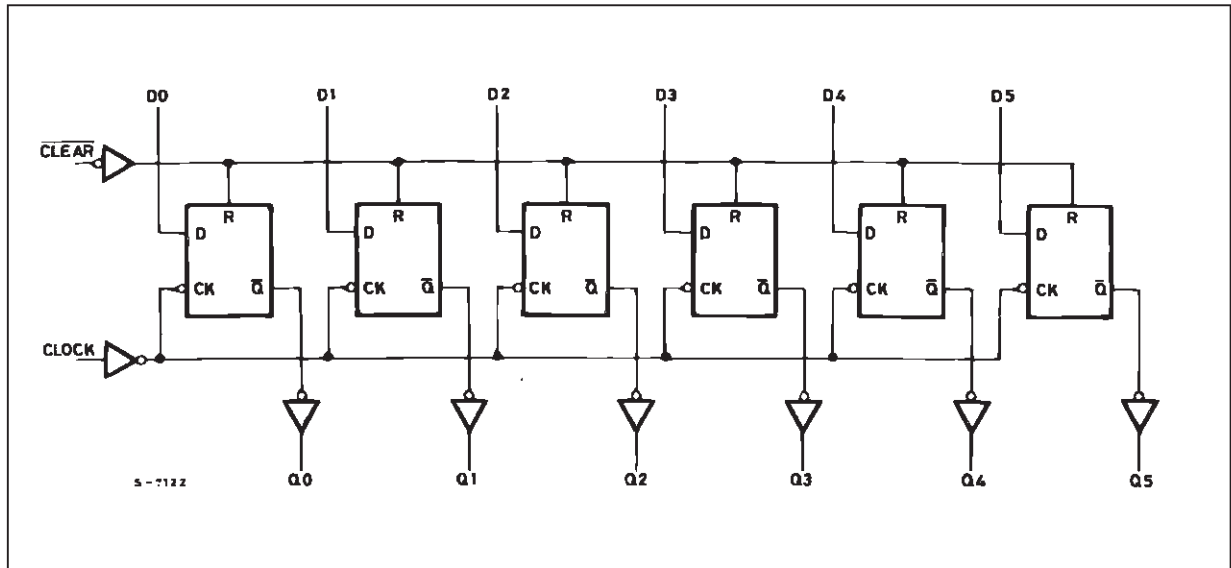 D0 D1 D2 D3 D4 D5
C̅L̅E̅A̅R̅
R R R R R R
D D D D D D
CK Q̅ CK Q̅ CK Q̅ CK Q̅ CK Q̅ CK Q̅
CLOCK
S-7122 Q0 Q1 Q2 Q3 Q4 Q5